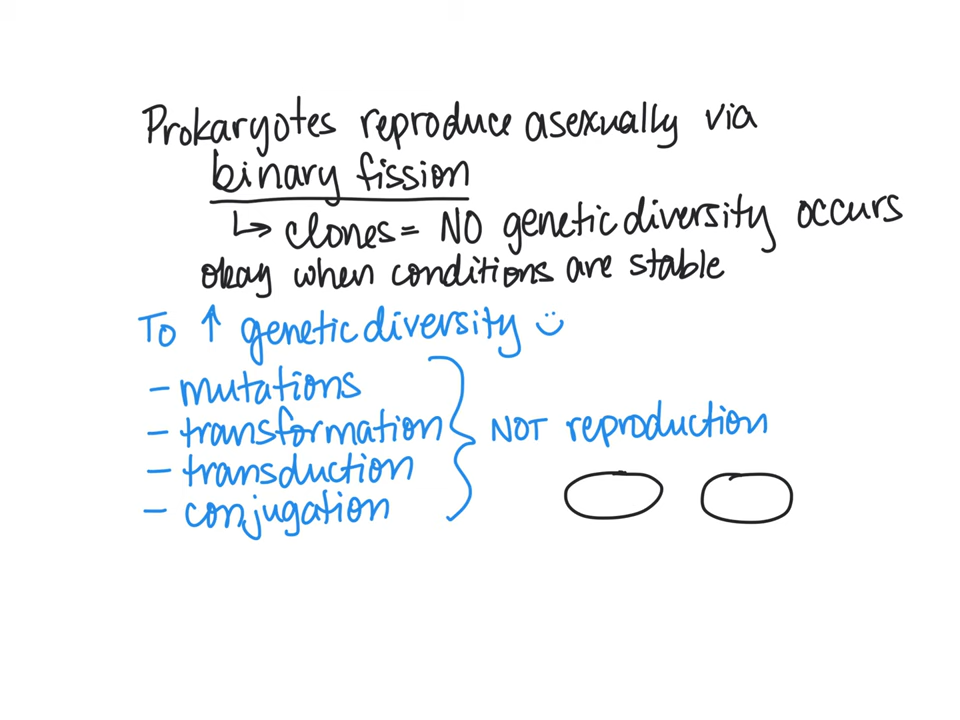 Prokaryotes reproduce asexually via
binary fission
↳ clones = NO genetic diversity occurs
okay when conditions are stable
To ↑ genetic diversity :)
- mutations
- transformation
- transduction
- conjugation
} NOT reproduction